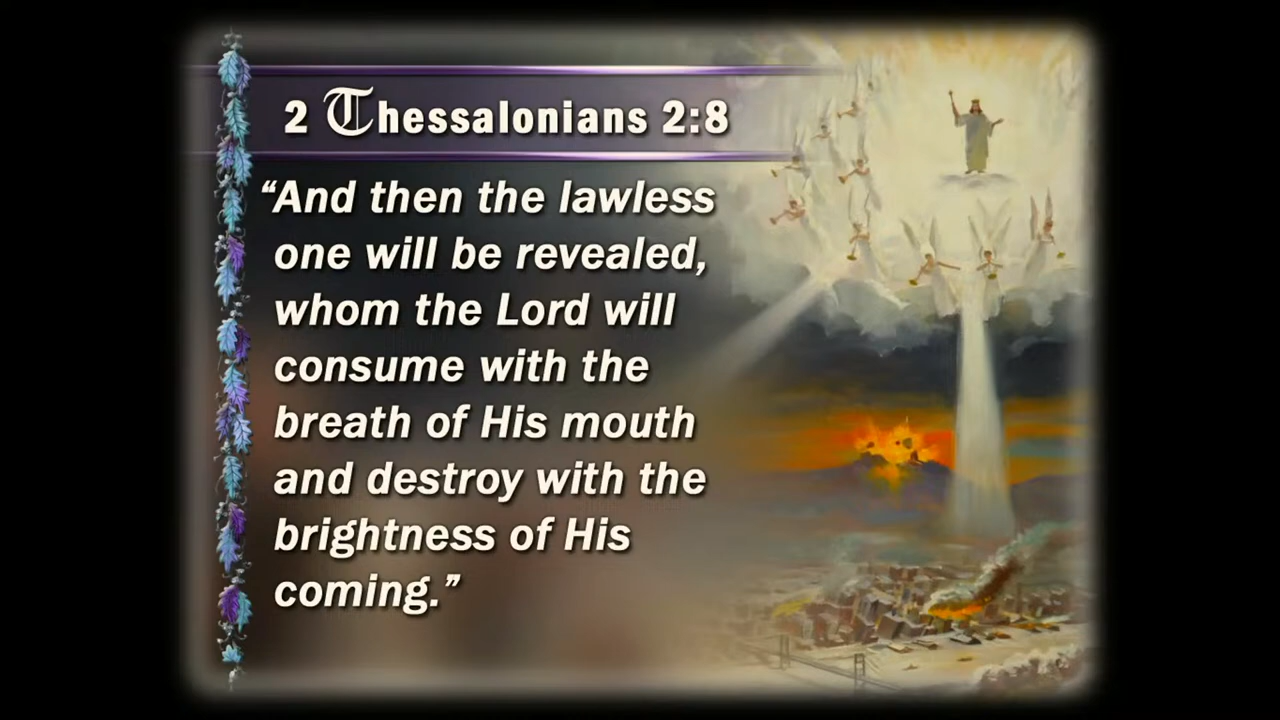 2 Thessalonians 2:8
“And then the lawless
one will be revealed,
whom the Lord will
consume with the
breath of His mouth
and destroy with the
brightness of His
coming.”